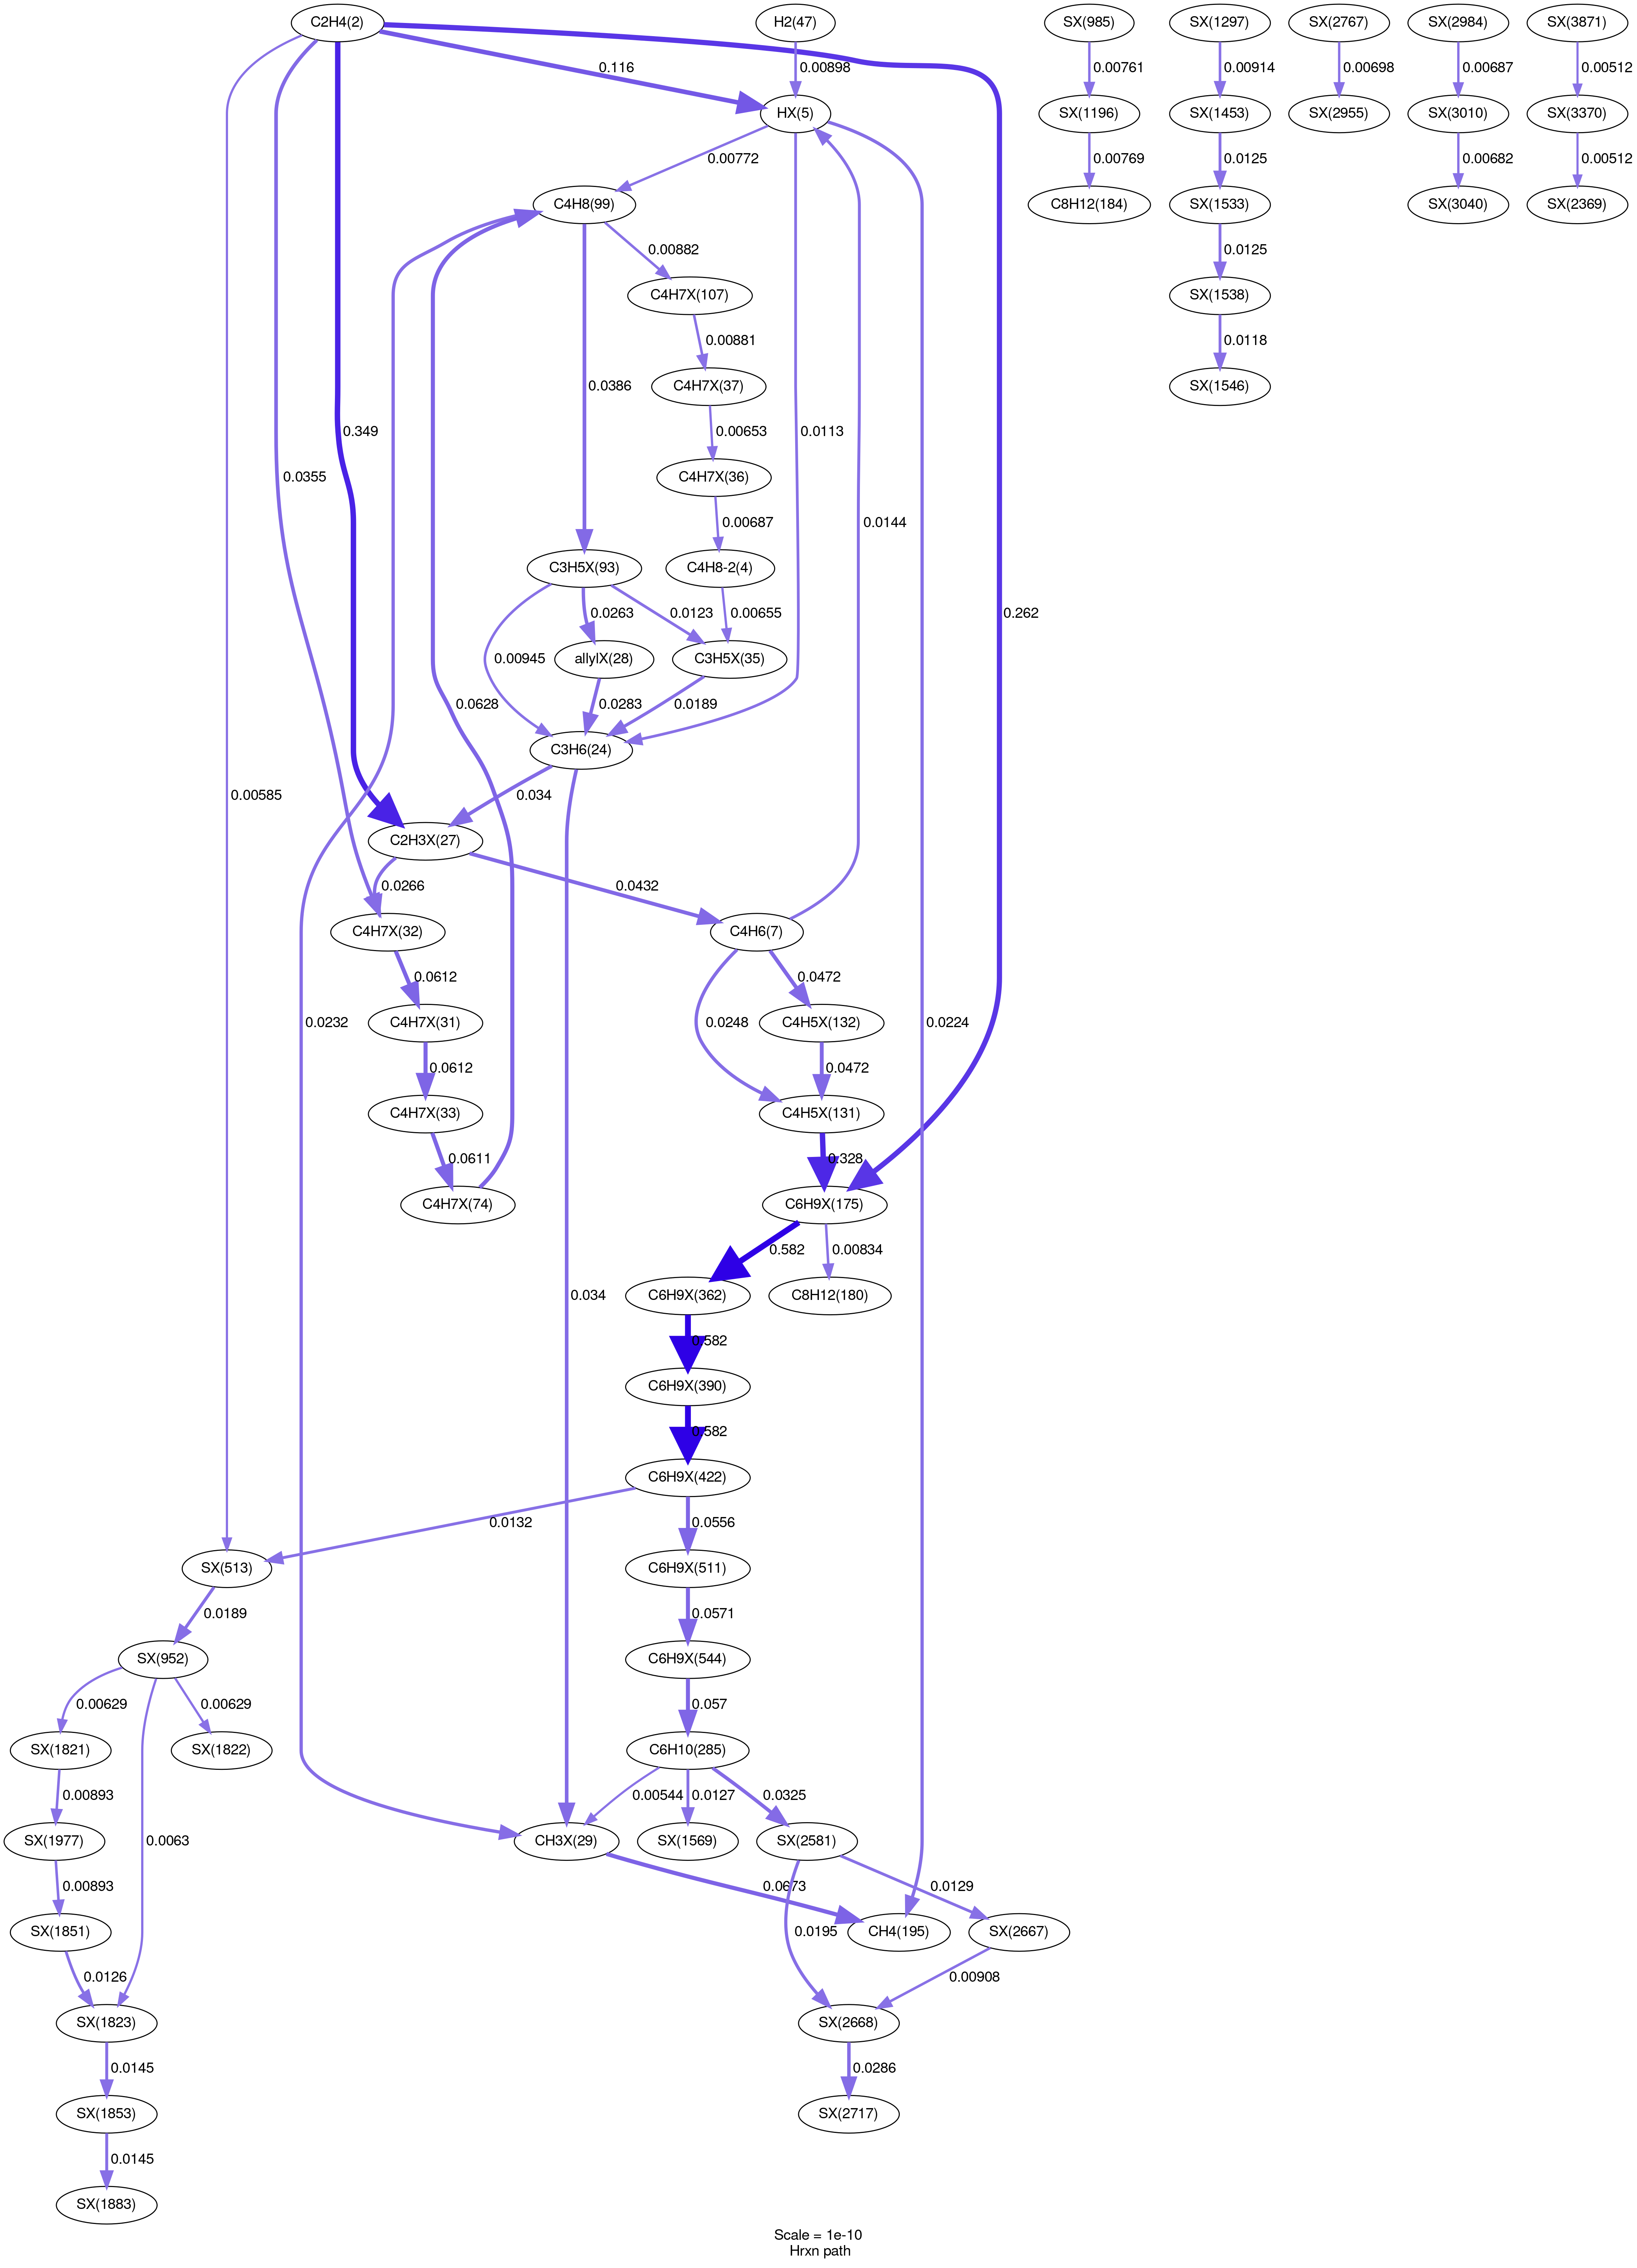 C2H4(2)
H2(47)
SX(985)
SX(1297)
SX(2767)
SX(2984)
SX(3871)
0.116
0.00898
0.00761
0.00914
0.00698
0.00687
0.00512
HX(5)
SX(1196)
SX(1453)
SX(2955)
SX(3010)
SX(3370)
0.00772
0.00769
0.0125
0.00682
0.00512
C4H8(99)
C8H12(184)
SX(1533)
SX(3040)
SX(2369)
0.00882
0.0125
C4H7X(107)
SX(1538)
0.00881
0.0118
C4H7X(37)
SX(1546)
0.0386
0.349
0.0113
0.00653
C4H7X(36)
0.0355
0.00687
0.0144
C3H5X(93)
C4H8-2(4)
0.0263
0.0123
0.00655
0.262
0.00945
allylX(28)
C3H5X(35)
0.0628
0.0283
0.0189
C3H6(24)
0.00585
0.034
C2H3X(27)
0.0266
0.0432
C4H7X(32)
C4H6(7)
0.0612
0.0472
C4H7X(31)
C4H5X(132)
0.0232
0.0248
0.0224
0.0612
0.0472
C4H7X(33)
C4H5X(131)
0.0611
0.328
C4H7X(74)
C6H9X(175)
0.582
0.00834
C6H9X(362)
C8H12(180)
0.034
0.582
C6H9X(390)
0.582
C6H9X(422)
0.0132
0.0556
SX(513)
C6H9X(511)
0.0189
0.0571
SX(952)
C6H9X(544)
0.00629
0.00629
0.057
SX(1821)
SX(1822)
C6H10(285)
0.00893
0.00544
0.0127
0.0325
SX(1977)
0.0063
CH3X(29)
SX(1569)
SX(2581)
0.00893
0.0673
0.0129
SX(1851)
0.0195
CH4(195)
SX(2667)
0.0126
0.00908
SX(1823)
SX(2668)
0.0145
0.0286
SX(1853)
SX(2717)
0.0145
SX(1883)
Scale = 1e-10
Hrxn path